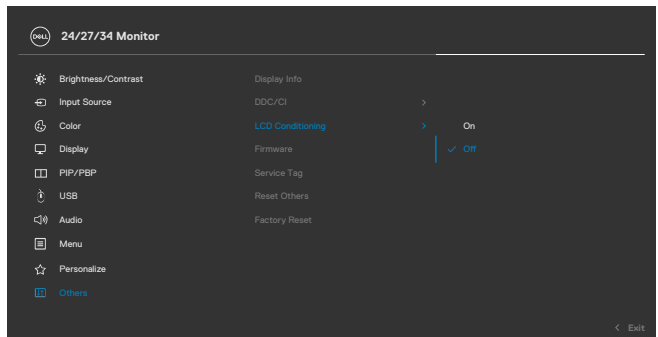 DELL 24/27/34 Monitor
Brightness/Contrast Display Info
Input Source DDC/CI >
Color LCD Conditioning > On
Display Firmware ✓ Off
PIP/PBP Service Tag
USB Reset Others
Audio Factory Reset
Menu
Personalize
Others
< Exit